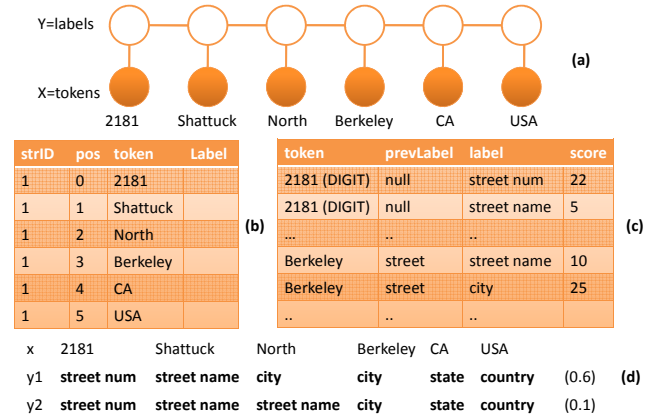 Y=labels
(a)
X=tokens
2181 Shattuck North Berkeley CA USA
strID pos token Label
1 0 2181
1 1 Shattuck
1 2 North
1 3 Berkeley
1 4 CA
1 5 USA
(b)
token prevLabel label score
2181 (DIGIT) null street num 22
2181 (DIGIT) null street name 5
... .. ..
Berkeley street street name 10
Berkeley street city 25
.. .. ..
(c)
x 2181 Shattuck North Berkeley CA USA
y1 street num street name city city state country (0.6)
(d)
y2 street num street name street name city state country (0.1)